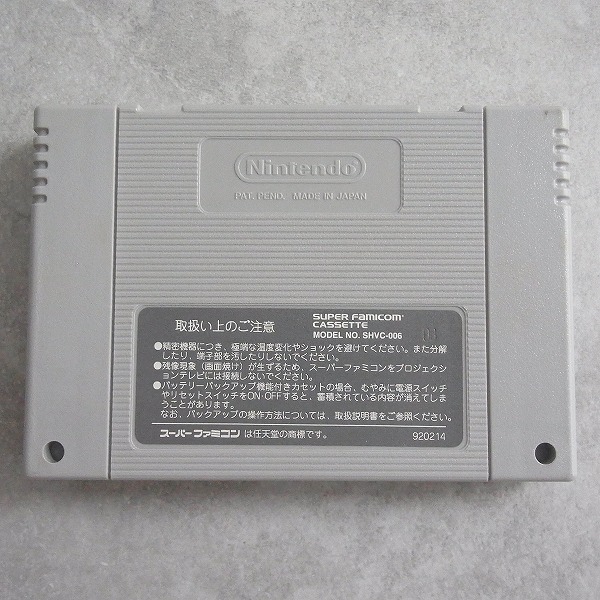 Nintendo
PAT. PEND. MADE IN JAPAN
取扱い上のご注意
SUPER FAMICOM
CASSETTE
MODEL NO. SHVC-006
●精密機器につき、極端な温度変化やショックを避けてください。また分解
したり、端子部を汚したりしないでください。
●残像現象（画面焼け）が生ずるため、スーパーファミコンをプロジェクシ
ョンテレビには接続しないでください。
●バッテリーバックアップ機能付きカセットの場合、むやみに電源スイッチ
やリセットスイッチをON・OFFすると、蓄積されている内容が消えてしま
うことがあります。
なお、バックアップの操作方法については、取扱説明書をご参照ください。
スーパーファミコン は任天堂の商標です。
920214